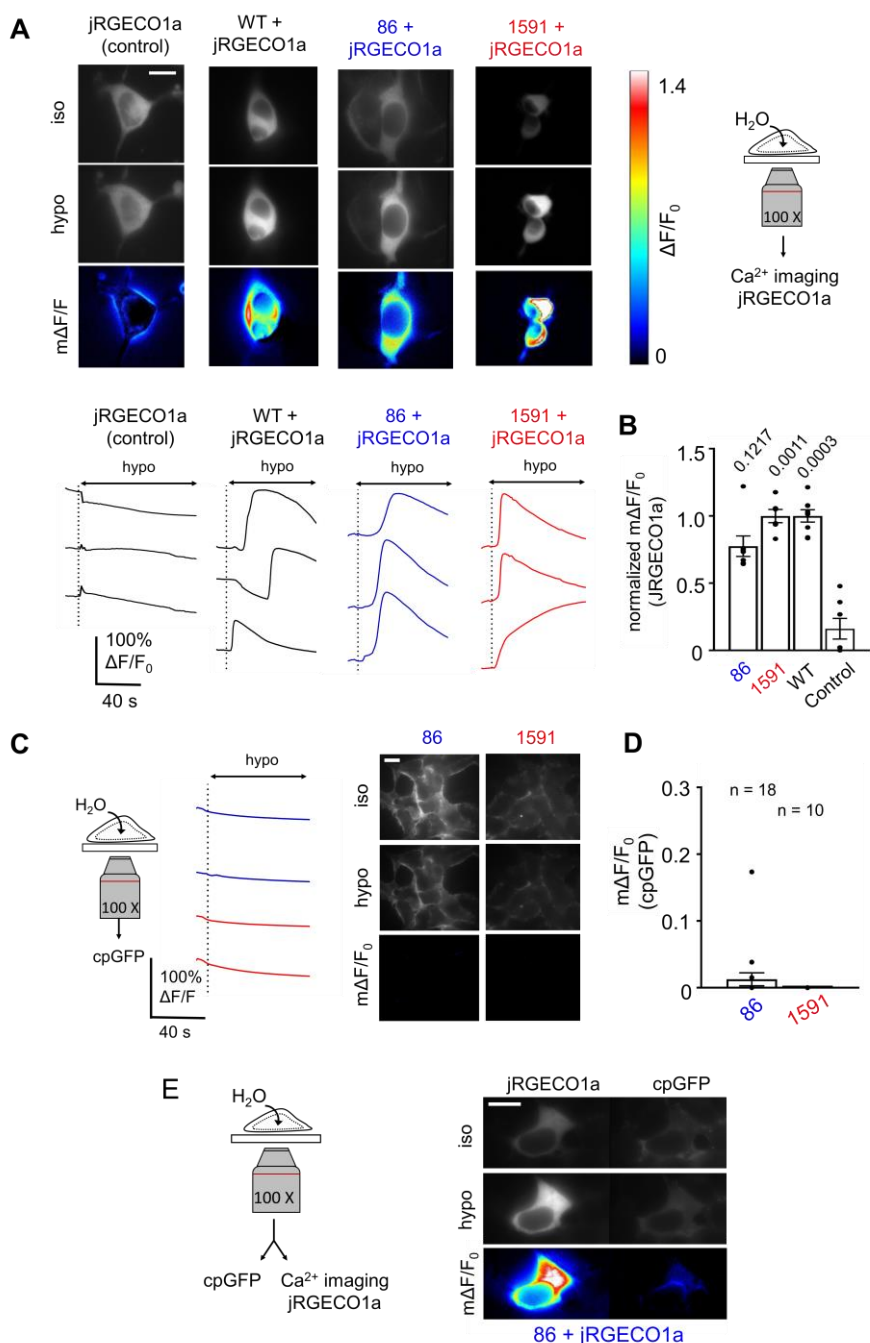 A
jRGECO1a
(control)
WT +
jRGECO1a
86 +
jRGECO1a
1591 +
jRGECO1a
iso
hypo
mΔF/F
1.4
ΔF/F₀
0
H₂O
100 X
Ca²⁺ imaging
jRGECO1a
jRGECO1a
(control)
WT +
jRGECO1a
86 +
jRGECO1a
1591 +
jRGECO1a
hypo
hypo
hypo
hypo
100%
ΔF/F₀
40 s
B
normalized mΔF/F₀
(JRGECO1a)
1.5
1.0
0.5
0
0.1217
0.0011
0.0003
86
1591
WT
Control
C
H₂O
100 X
cpGFP
hypo
100%
ΔF/F
40 s
86
1591
iso
hypo
mΔF/F₀
D
mΔF/F₀
(cpGFP)
0.3
0.2
0.1
0
n = 18
n = 10
86
1591
E
H₂O
100 X
cpGFP
Ca²⁺ imaging
jRGECO1a
jRGECO1a
cpGFP
iso
hypo
mΔF/F₀
86 + jRGECO1a